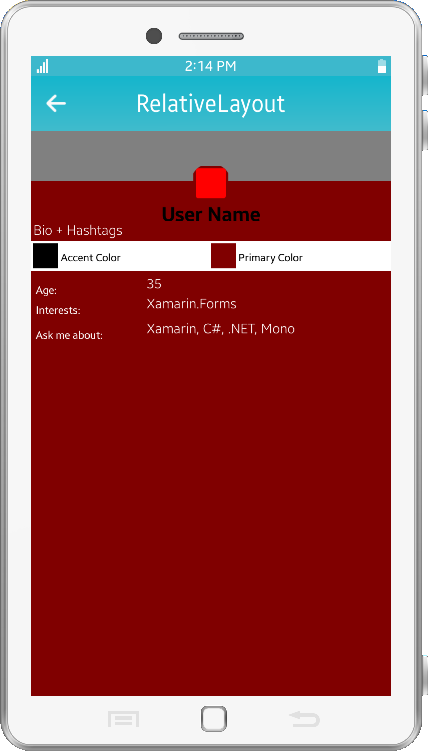 2:14 PM
RelativeLayout
User Name
Bio + Hashtags
Accent Color Primary Color
Age: 35
Interests: Xamarin.Forms
Ask me about: Xamarin, C#, .NET, Mono